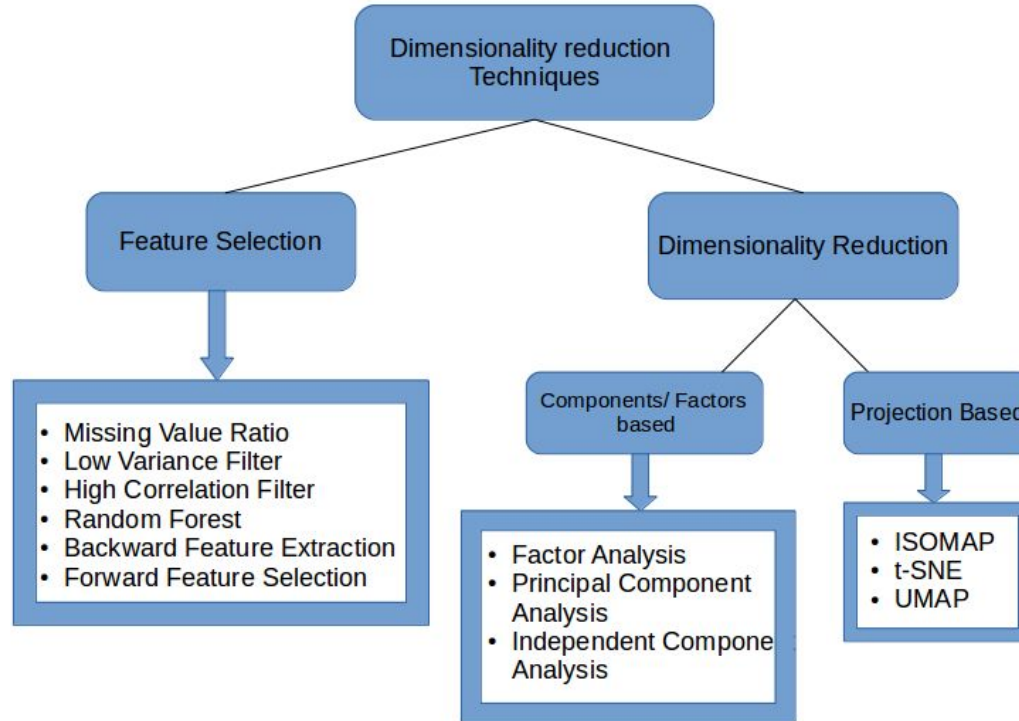 Dimensionality reduction
Techniques
Feature Selection
Dimensionality Reduction
• Missing Value Ratio
• Low Variance Filter
• High Correlation Filter
• Random Forest
• Backward Feature Extraction
• Forward Feature Selection
Components/ Factors
based
• Factor Analysis
• Principal Component
Analysis
• Independent Compone
Analysis
Projection Based
• ISOMAP
• t-SNE
• UMAP